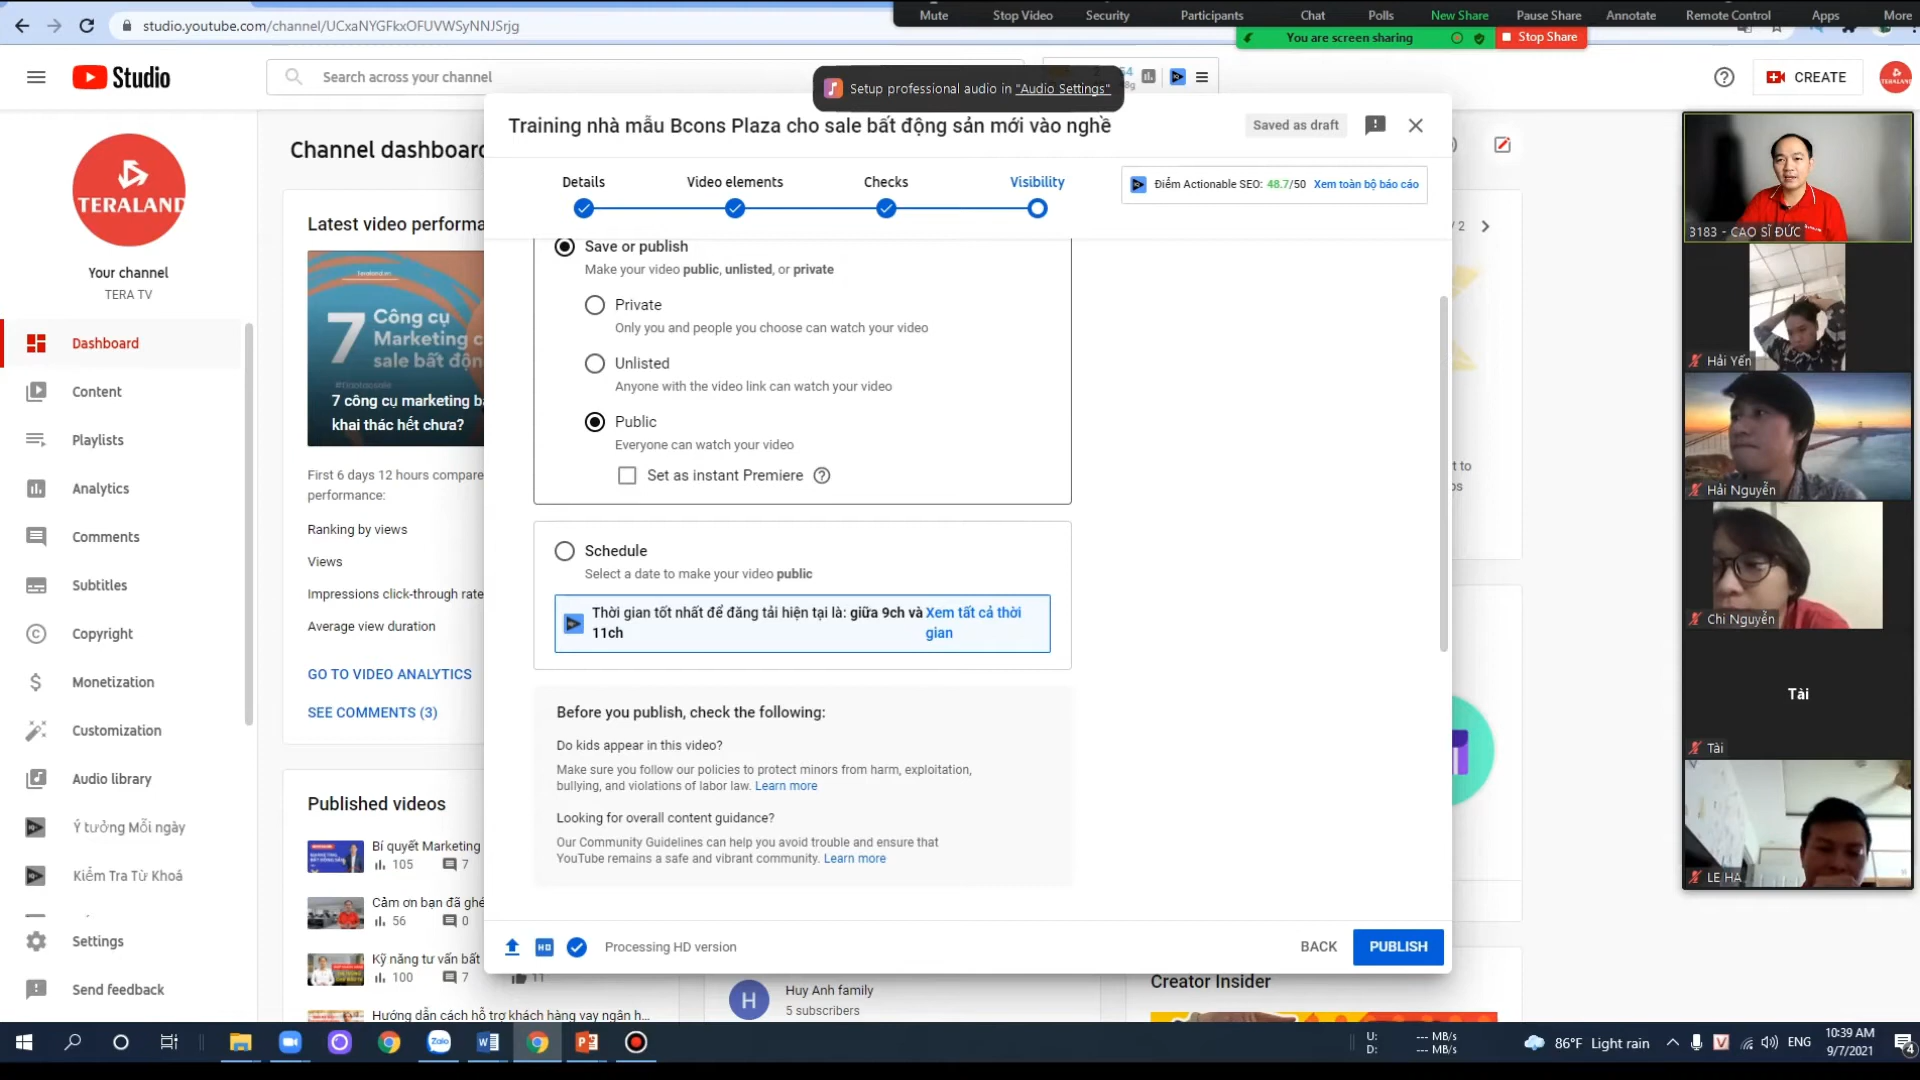 Mute
Stop Video
Security
Participants
Chat
Polls
New Share
Pause Share
Annotate
Remote Control
Apps
More
studio.youtube.com/channel/UCxaNYGFkxOFUVWSyNNJSrjg
You are screen sharing
Stop Share
Studio
Search across your channel
Setup professional audio in "Audio Settings"
CREATE
TERALAND
Your channel
TERA TV
Dashboard
Content
Playlists
Analytics
Comments
Subtitles
Copyright
Monetization
Customization
Audio library
Ý tưởng Mỗi ngày
Kiểm Tra Từ Khoá
Settings
Send feedback
Channel dashboard
Latest video performa
Teraland.vn
7
Công cụ
Marketing c
sale bất độn
7 công cụ marketing b
khai thác hết chưa?
First 6 days 12 hours compare
performance:
Ranking by views
Views
Impressions click-through rate
Average view duration
GO TO VIDEO ANALYTICS
SEE COMMENTS (3)
Published videos
Bí quyết Marketing
105
7
Cảm ơn bạn đã ghé
56
0
Kỹ năng tư vấn bất
100
7
11
Hướng dẫn cách hỗ trợ khách hàng vay ngân h...
Training nhà mẫu Bcons Plaza cho sale bất động sản mới vào nghề
Saved as draft
Details
Video elements
Checks
Visibility
Điểm Actionable SEO: 48.7/50 Xem toàn bộ báo cáo
Save or publish
Make your video public, unlisted, or private
Private
Only you and people you choose can watch your video
Unlisted
Anyone with the video link can watch your video
Public
Everyone can watch your video
Set as instant Premiere
Schedule
Select a date to make your video public
Thời gian tốt nhất để đăng tải hiện tại là: giữa 9ch và
11ch
Xem tất cả thời
gian
Before you publish, check the following:
Do kids appear in this video?
Make sure you follow our policies to protect minors from harm, exploitation,
bullying, and violations of labor law. Learn more
Looking for overall content guidance?
Our Community Guidelines can help you avoid trouble and ensure that
YouTube remains a safe and vibrant community. Learn more
Processing HD version
BACK
PUBLISH
H
Huy Anh family
5 subscribers
Creator Insider
/ 2
t to
ps
3183 - CAO SĨ ĐỨC
Hải Yến
Hải Nguyễn
Chi Nguyễn
Tài
Tài
LE HA
Zalo
U:
D:
--- MB/s
--- MB/s
86°F Light rain
ENG
10:39 AM
9/7/2021
4